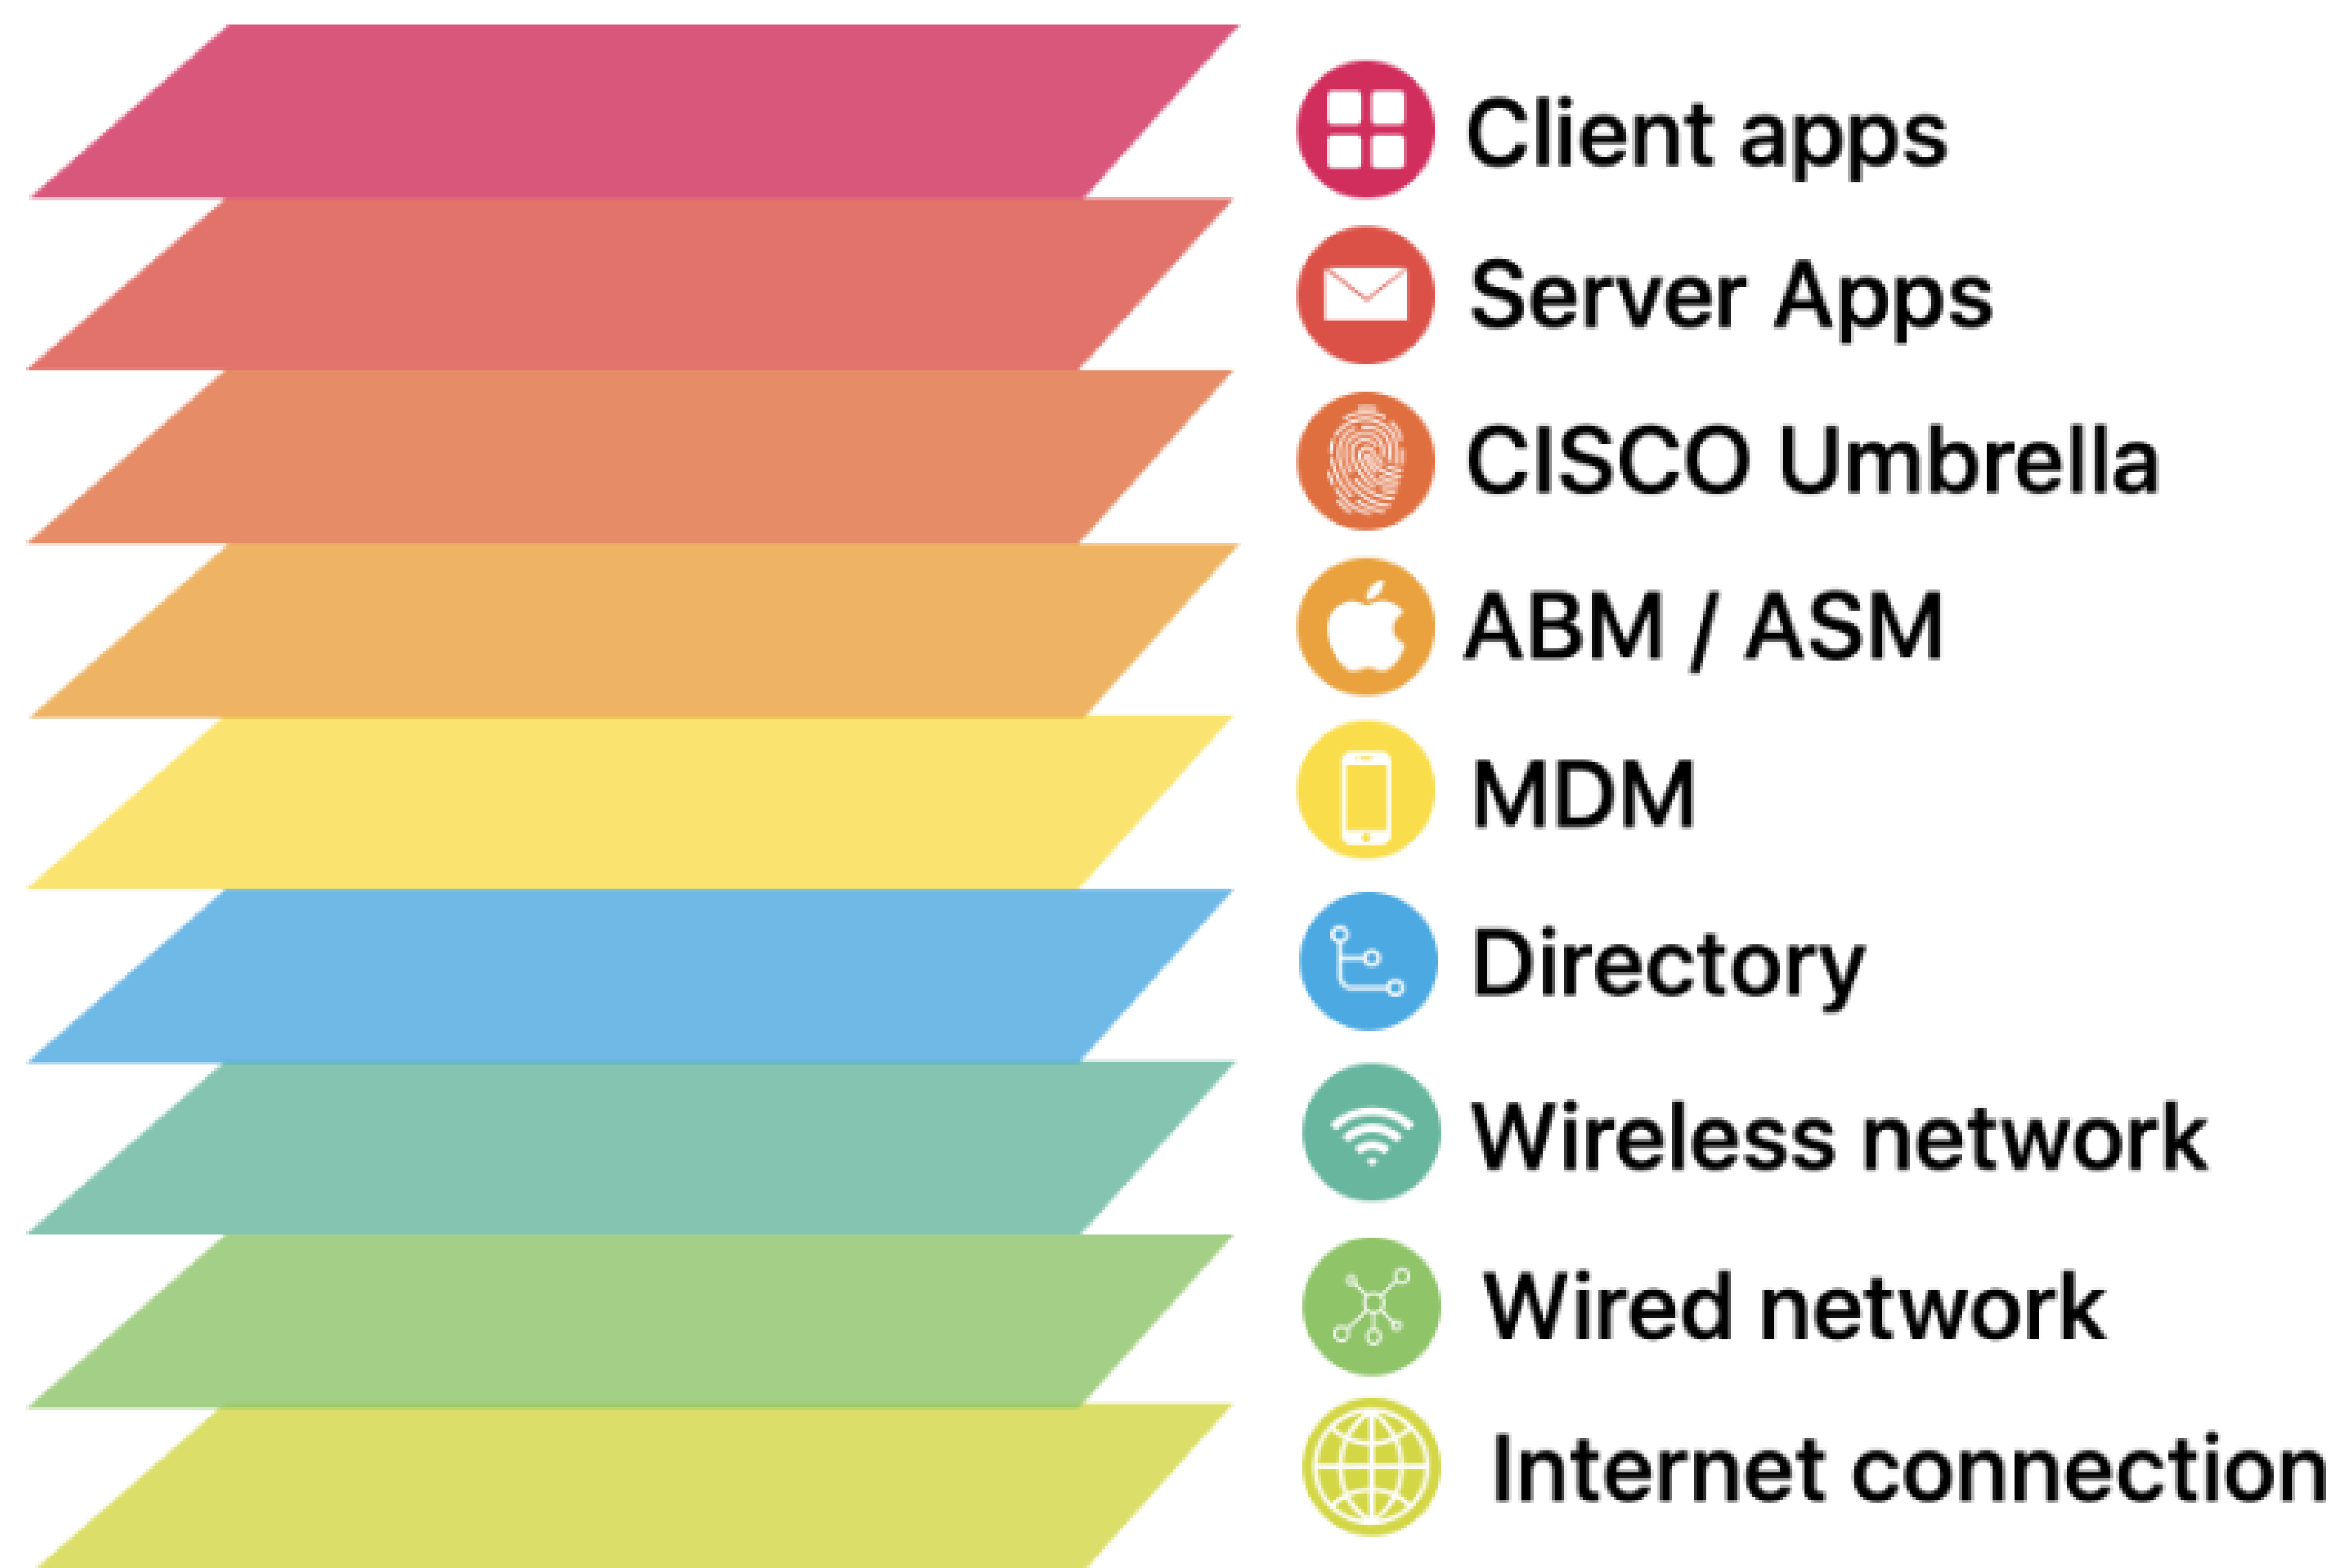 Client apps
Server Apps
CISCO Umbrella
ABM / ASM
MDM
Directory
Wireless network
Wired network
Internet connection